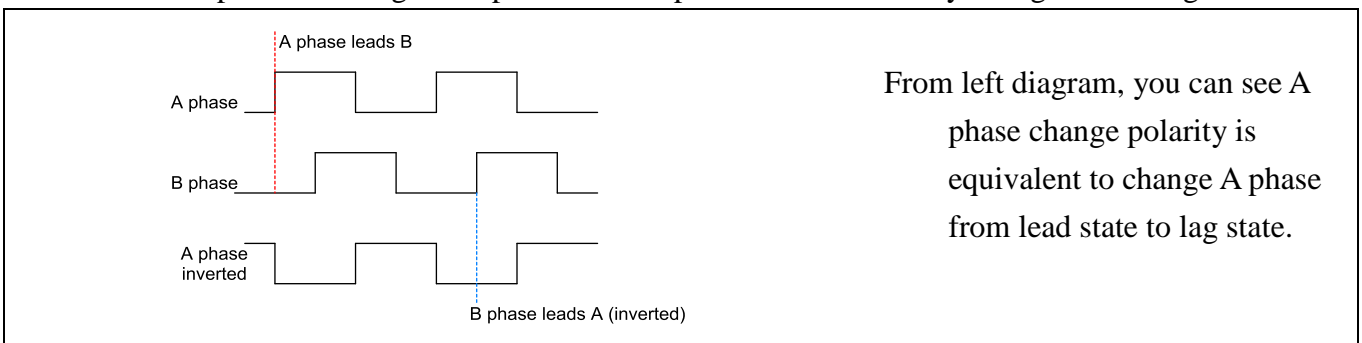 A phase leads B
A phase
B phase
A phase
inverted
B phase leads A (inverted)
From left diagram, you can see A
phase change polarity is
equivalent to change A phase
from lead state to lag state.